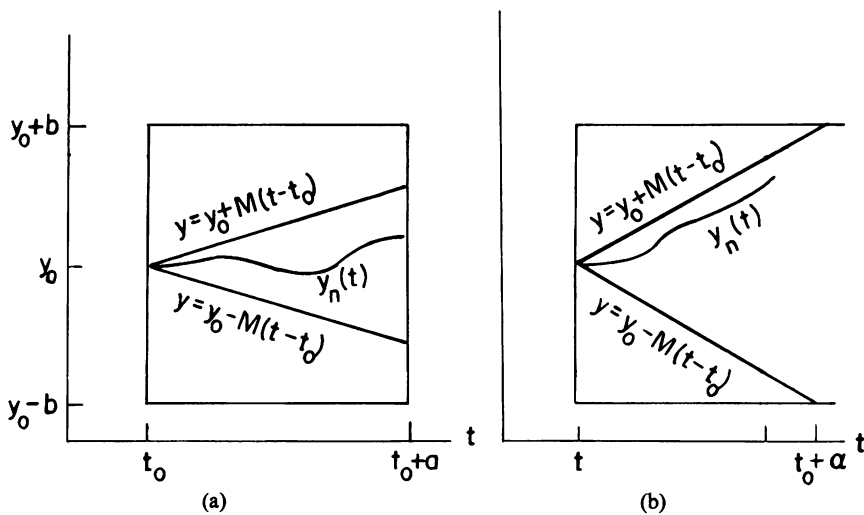 y₀+b
y=y₀+M(t-t₀)
y₀
yₙ(t)
y=y₀-M(t-t₀)
y₀-b
t₀
t₀+a
t
(a)
y=y₀+M(t-t₀)
yₙ(t)
y=y₀-M(t-t₀)
t
t₀+α
t
(b)